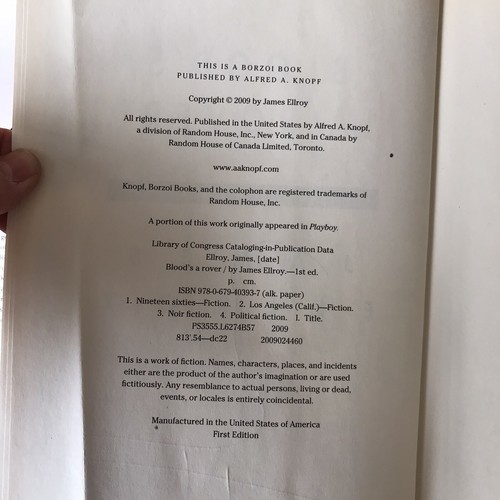 THIS IS A BORZOI BOOK
PUBLISHED BY ALFRED A. KNOPF
Copyright © 2009 by James Ellroy
All rights reserved. Published in the United States by Alfred A. Knopf,
a division of Random House, Inc., New York, and in Canada by
Random House of Canada Limited, Toronto.
www.aaknopf.com
Knopf, Borzoi Books, and the colophon are registered trademarks of
Random House, Inc.
A portion of this work originally appeared in Playboy.
Library of Congress Cataloging-in-Publication Data
Ellroy, James, [date]
Blood's a rover / by James Ellroy.—1st ed.
p. cm.
ISBN 978-0-679-40393-7 (alk. paper)
1. Nineteen sixties—Fiction. 2. Los Angeles (Calif.)—Fiction.
3. Noir fiction. 4. Political fiction. I. Title.
PS3555.L6274B57 2009
813'.54—dc22 2009024460
This is a work of fiction. Names, characters, places, and incidents
either are the product of the author's imagination or are used
fictitiously. Any resemblance to actual persons, living or dead,
events, or locales is entirely coincidental.
Manufactured in the United States of America
First Edition